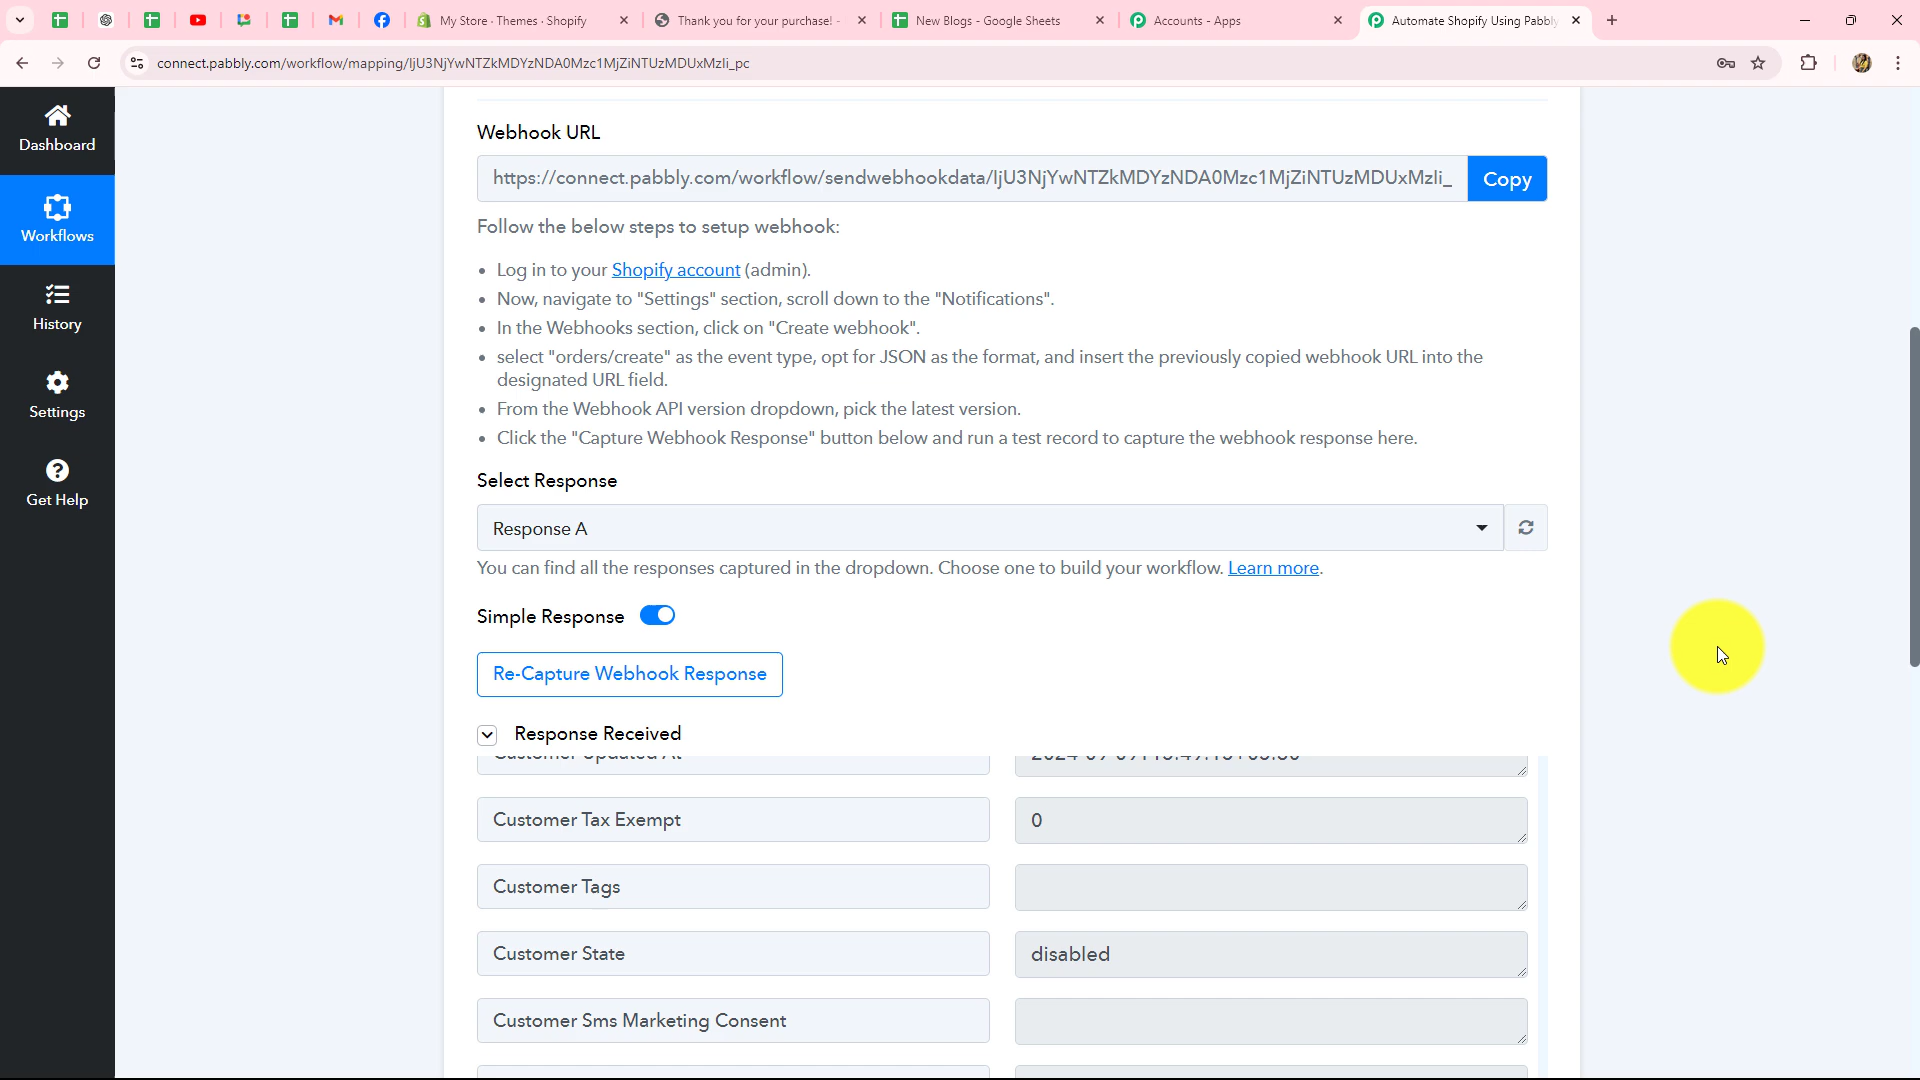 My Store · Themes · Shopify
Thank you for your purchase! -
New Blogs - Google Sheets
Accounts - Apps
Automate Shopify Using Pabbly
connect.pabbly.com/workflow/mapping/IjU3NjYwNTZkMDYzNDA0Mzc1MjZiNTUzMDUxMzIi_pc
Dashboard
Workflows
History
Settings
Get Help
Webhook URL
https://connect.pabbly.com/workflow/sendwebhookdata/IjU3NjYwNTZkMDYzNDA0Mzc1MjZiNTUzMDUxMzIi_
Copy
Follow the below steps to setup webhook:
• Log in to your Shopify account (admin).
• Now, navigate to "Settings" section, scroll down to the "Notifications".
• In the Webhooks section, click on "Create webhook".
• select "orders/create" as the event type, opt for JSON as the format, and insert the previously copied webhook URL into the
designated URL field.
• From the Webhook API version dropdown, pick the latest version.
• Click the "Capture Webhook Response" button below and run a test record to capture the webhook response here.
Select Response
Response A
You can find all the responses captured in the dropdown. Choose one to build your workflow. Learn more.
Simple Response
Re-Capture Webhook Response
Response Received
Customer Updated At
Customer Tax Exempt
0
Customer Tags
Customer State
disabled
Customer Sms Marketing Consent